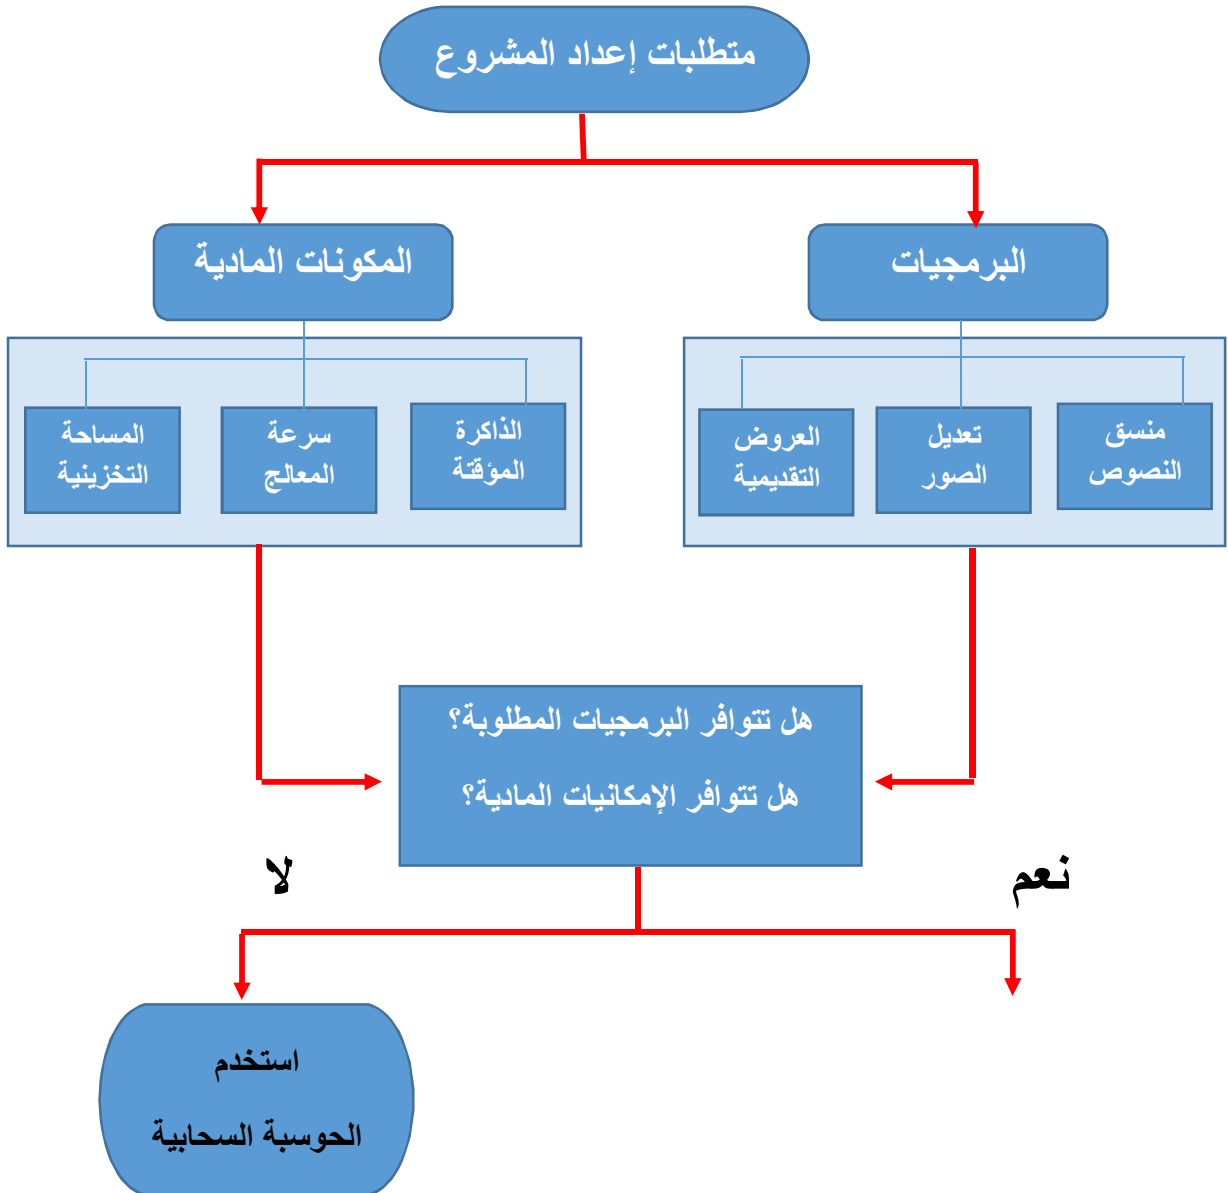 متطلبات إعداد المشروع
البرمجيات
المكونات المادية
منسق
النصوص
تعديل
الصور
العروض
التقديمية
الذاكرة
المؤقتة
سرعة
المعالج
المساحة
التخزينية
هل تتوافر البرمجيات المطلوبة؟
هل تتوافر الإمكانيات المادية؟
نعم
لا
استخدم
الحوسبة السحابية